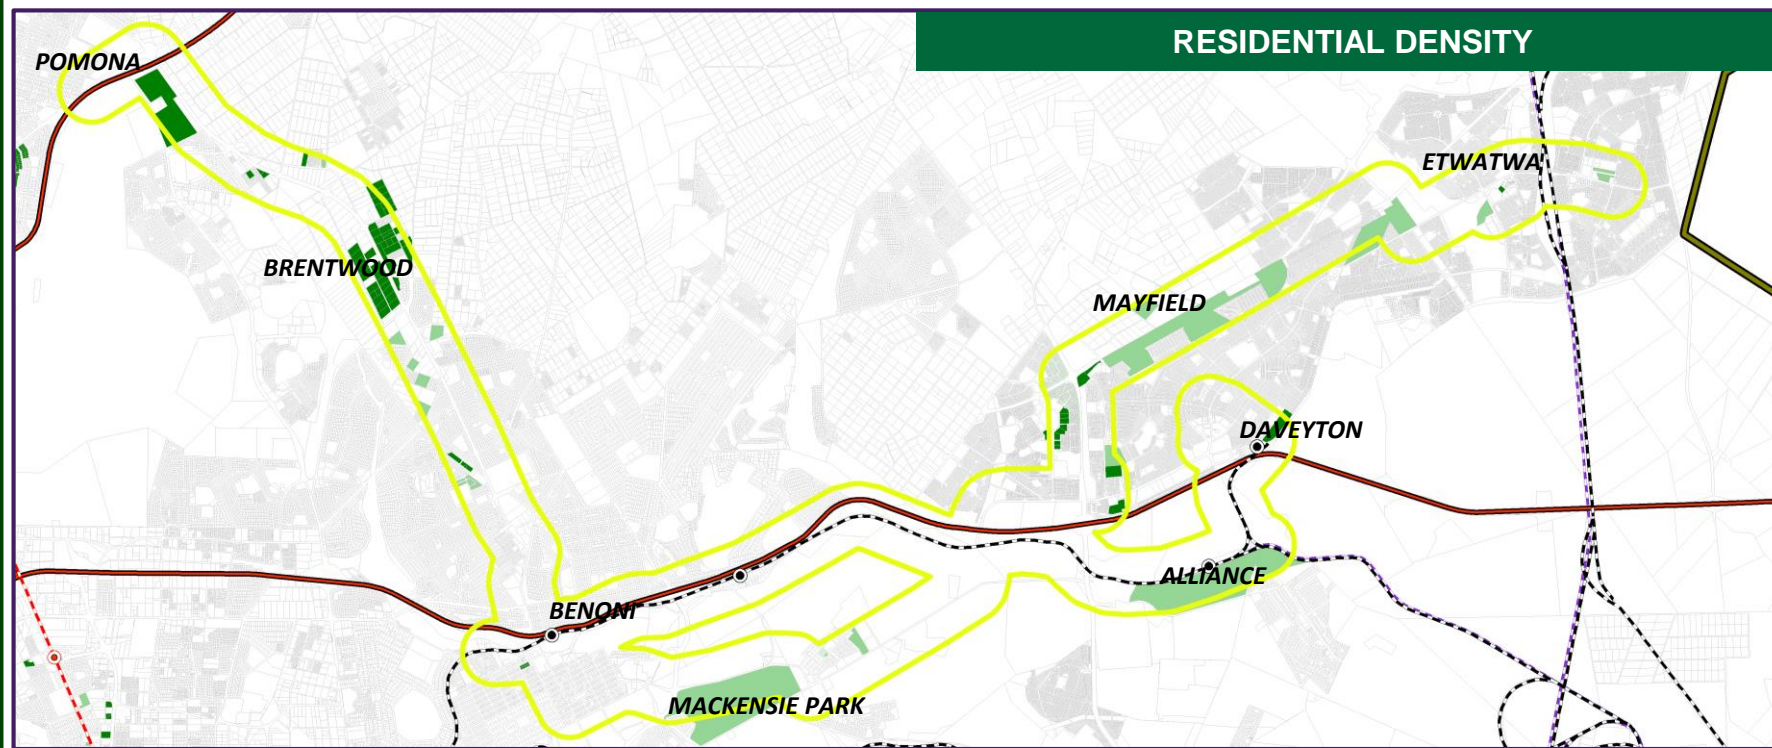 RESIDENTIAL DENSITY
POMONA
ETWATWA
BRENTWOOD
MAYFIELD
DAVEYTON
ALLIANCE
BENONI
MACKENSIE PARK